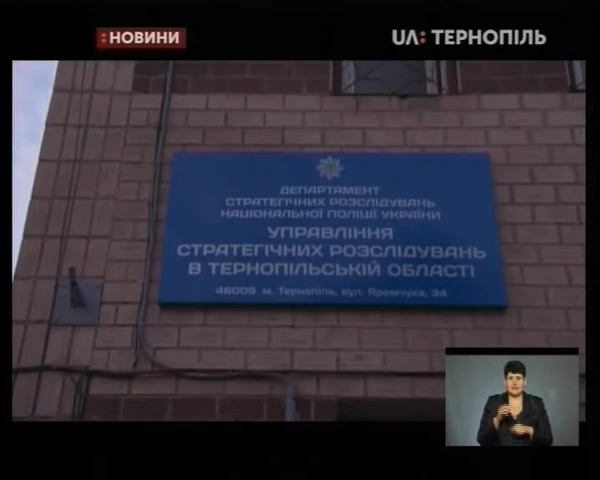 :НОВИНИ
UA: ТЕРНОПІЛЬ
ДЕПАРТАМЕНТ
СТРАТЕГІЧНИХ РОЗСЛІДУВАНЬ
НАЦІОНАЛЬНОЇ ПОЛІЦІЇ УКРАЇНИ
УПРАВЛІННЯ
СТРАТЕГІЧНИХ РОЗСЛІДУВАНЬ
В ТЕРНОПІЛЬСЬКІЙ ОБЛАСТІ
46009 м. Тернопіль, вул. Яремчука, 34